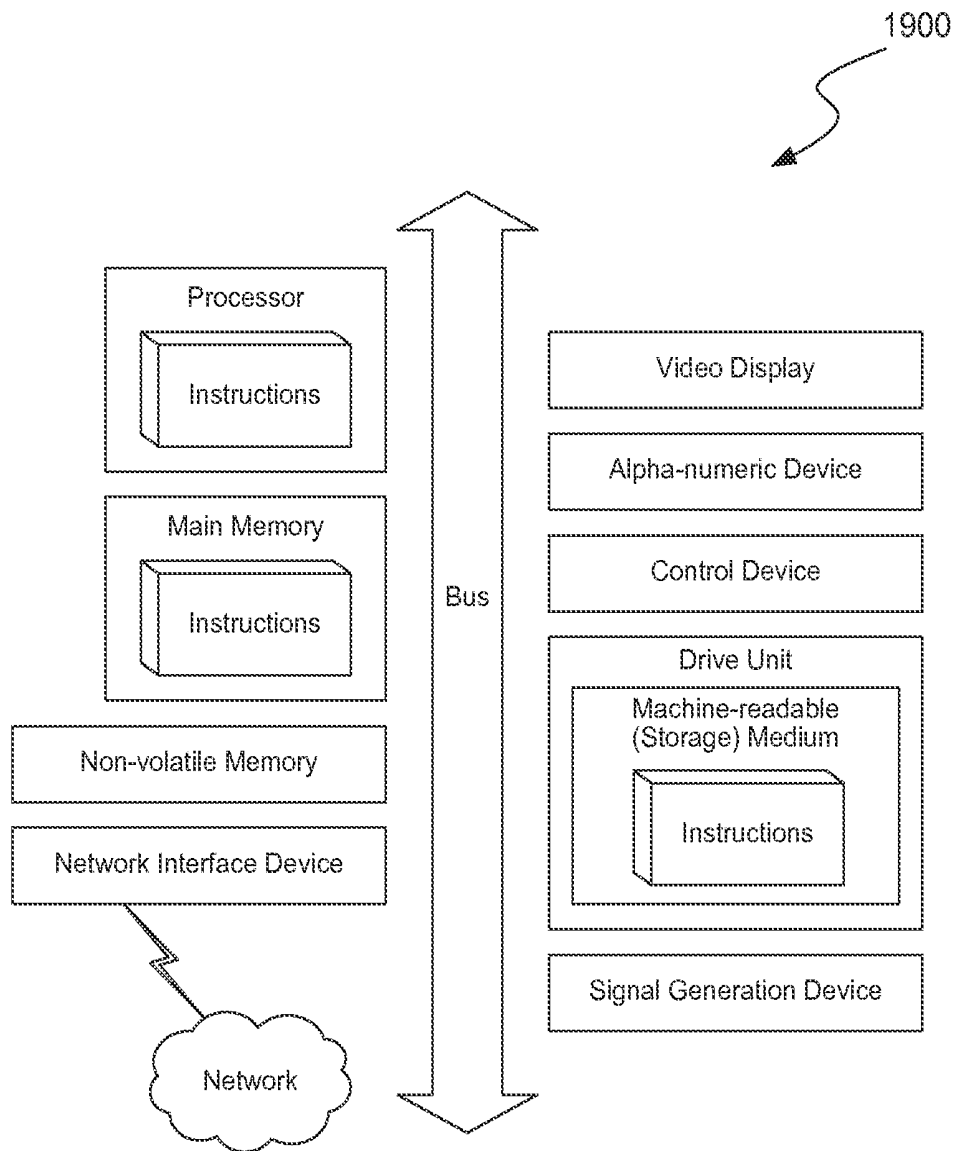 1900
Processor
Instructions
Main Memory
Instructions
Non-volatile Memory
Network Interface Device
Network
Bus
Video Display
Alpha-numeric Device
Control Device
Drive Unit
Machine-readable
(Storage) Medium
Instructions
Signal Generation Device